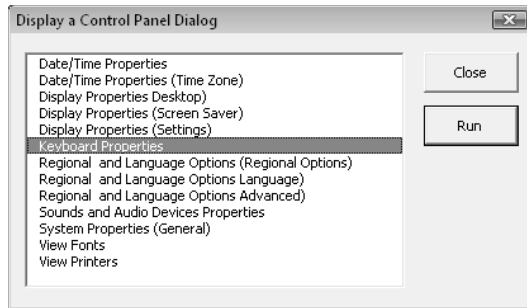 Display a Control Panel Dialog
Date/Time Properties
Date/Time Properties (Time Zone)
Display Properties Desktop)
Display Properties (Screen Saver)
Display Properties (Settings)
Keyboard Properties
Regional  and Language Options (Regional Options)
Regional  and Language Options Language)
Regional  and Language Options Advanced)
Sounds and Audio Devices Properties
System Properties (General)
View Fonts
View Printers
Close
Run